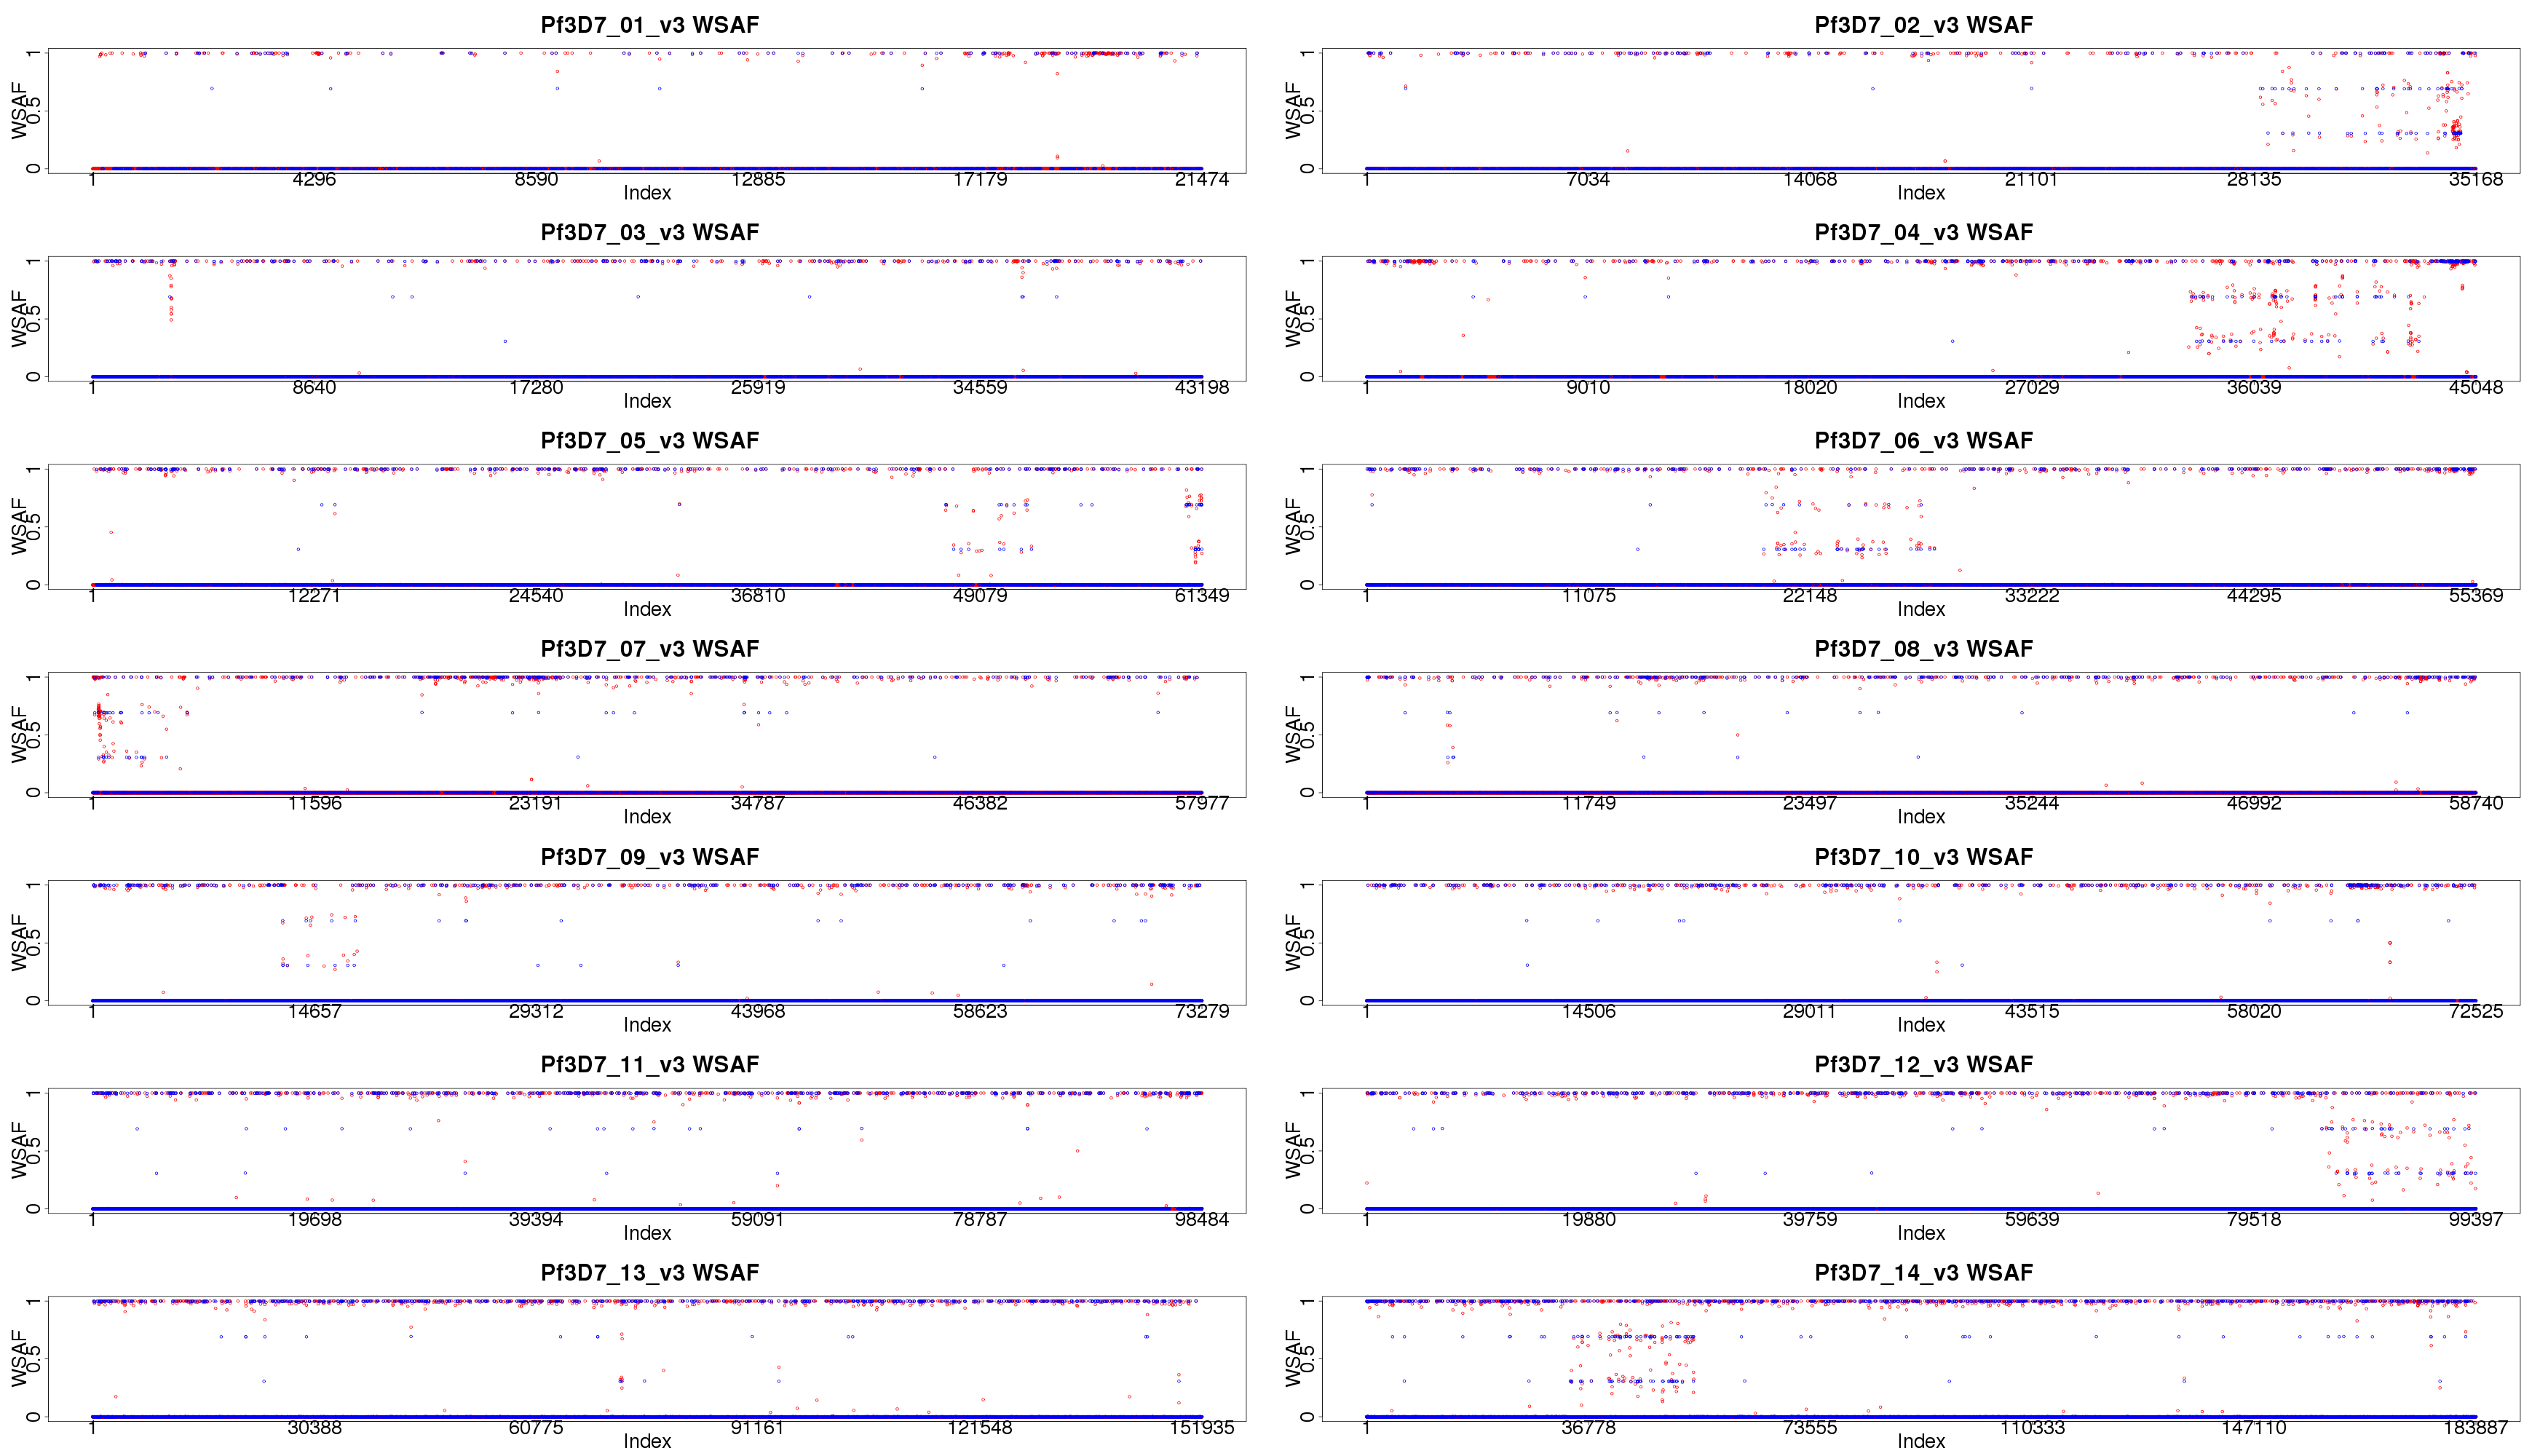 Pf3D7_01_v3 WSAF
WSAF
0 0.5 1
1 4296 8590 12885 17179 21474
Index
Pf3D7_02_v3 WSAF
WSAF
0 0.5 1
1 7034 14068 21101 28135 35168
Index
Pf3D7_03_v3 WSAF
WSAF
0 0.5 1
1 8640 17280 25919 34559 43198
Index
Pf3D7_04_v3 WSAF
WSAF
0 0.5 1
1 9010 18020 27029 36039 45048
Index
Pf3D7_05_v3 WSAF
WSAF
0 0.5 1
1 12271 24540 36810 49079 61349
Index
Pf3D7_06_v3 WSAF
WSAF
0 0.5 1
1 11075 22148 33222 44295 55369
Index
Pf3D7_07_v3 WSAF
WSAF
0 0.5 1
1 11596 23191 34787 46382 57977
Index
Pf3D7_08_v3 WSAF
WSAF
0 0.5 1
1 11749 23497 35244 46992 58740
Index
Pf3D7_09_v3 WSAF
WSAF
0 0.5 1
1 14657 29312 43968 58623 73279
Index
Pf3D7_10_v3 WSAF
WSAF
0 0.5 1
1 14506 29011 43515 58020 72525
Index
Pf3D7_11_v3 WSAF
WSAF
0 0.5 1
1 19698 39394 59091 78787 98484
Index
Pf3D7_12_v3 WSAF
WSAF
0 0.5 1
1 19880 39759 59639 79518 99397
Index
Pf3D7_13_v3 WSAF
WSAF
0 0.5 1
1 30388 60775 91161 121548 151935
Index
Pf3D7_14_v3 WSAF
WSAF
0 0.5 1
1 36778 73555 110333 147110 183887
Index